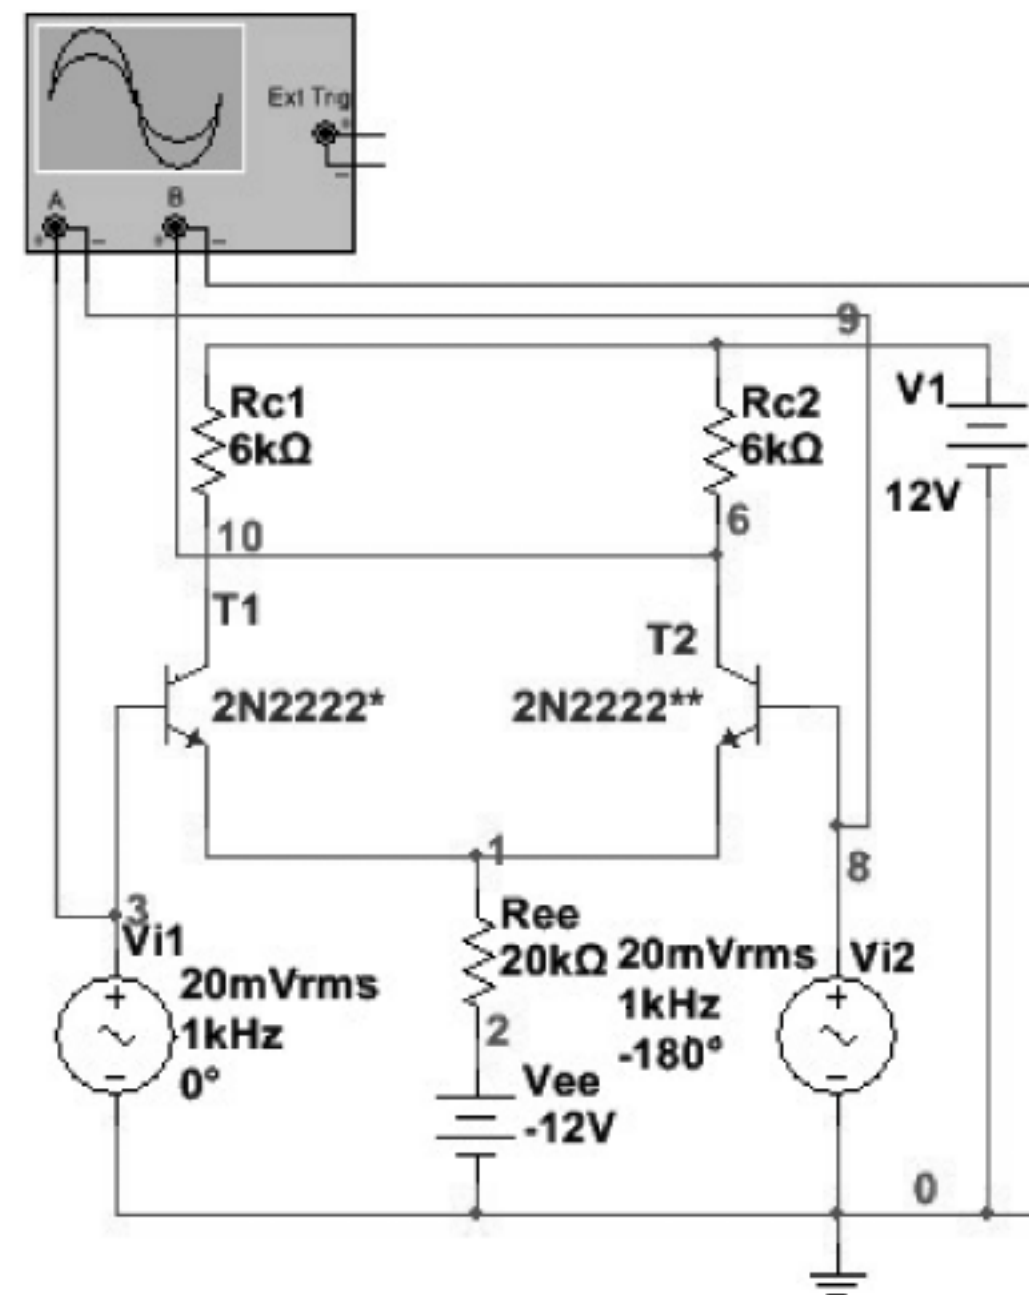 Ext Trig
+
−
A
B
+
−
+
−
9
Rc1
6kΩ
Rc2
6kΩ
V1
12V
10
6
T1
T2
2N2222*
2N2222**
1
8
3
Vi1
20mVrms
1kHz
0°
Ree
20kΩ
20mVrms
1kHz
-180°
Vi2
2
Vee
-12V
+
−
+
−
0